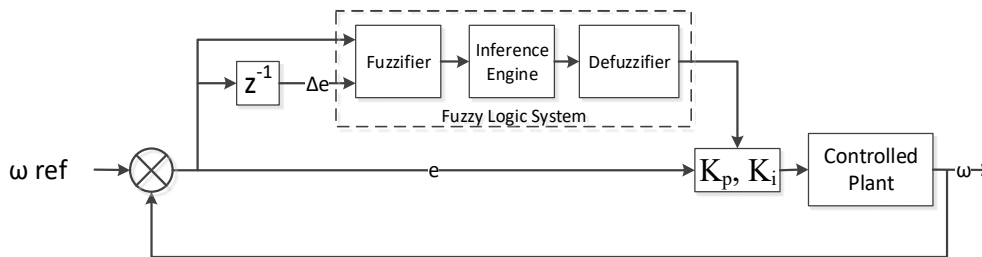 Fuzzifier
Inference
Engine
Defuzzifier
z⁻¹
Δe
Fuzzy Logic System
ω ref
e
Kₚ, Kᵢ
Controlled
Plant
ω